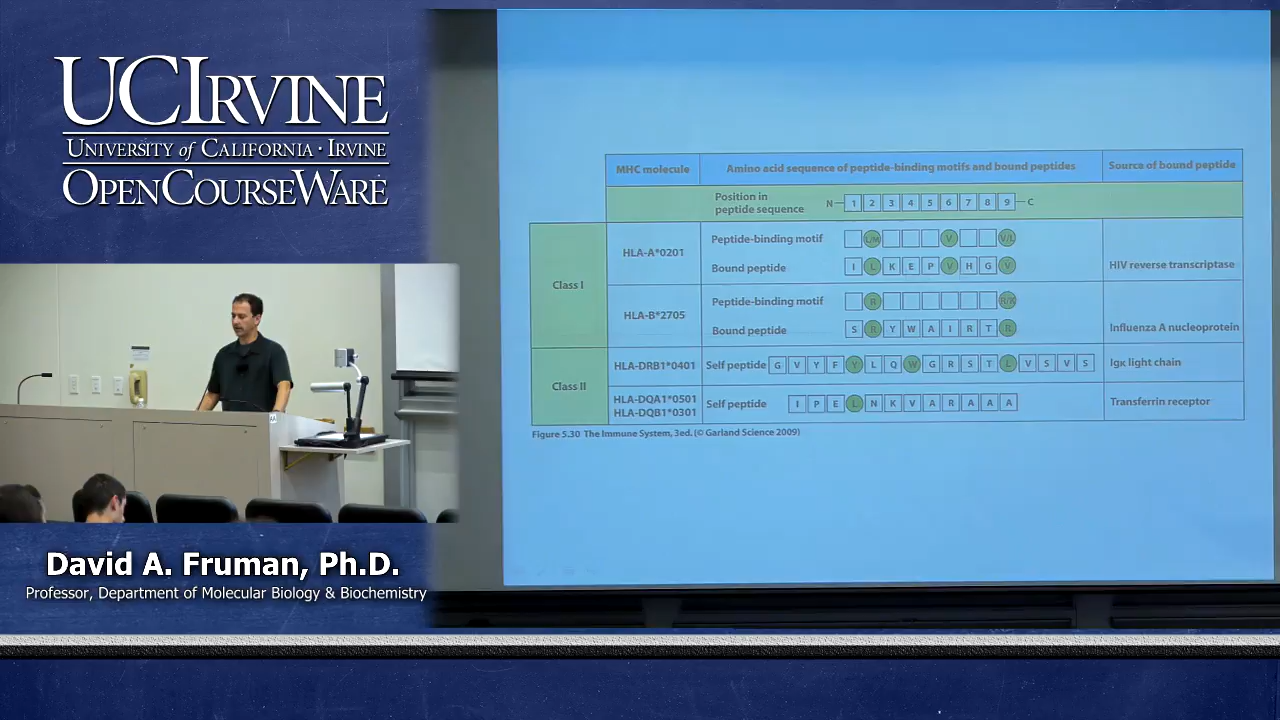 UCIRVINE
UNIVERSITY of CALIFORNIA · IRVINE
OPENCOURSEWARE
David A. Fruman, Ph.D.
Professor, Department of Molecular Biology & Biochemistry
MHC molecule Amino acid sequence of peptide-binding motifs and bound peptides Source of bound peptide
Position in
peptide sequence N 1 2 3 4 5 6 7 8 9 C
Class I
HLA-A*0201
Peptide-binding motif L/M V V/L
Bound peptide I L K E P V H G V HIV reverse transcriptase
HLA-B*2705
Peptide-binding motif R R/K
Bound peptide S R Y W A I R T R Influenza A nucleoprotein
Class II
HLA-DRB1*0401 Self peptide G V Y F Y L Q W G R S T L V S V S Igκ light chain
HLA-DQA1*0501
HLA-DQB1*0301 Self peptide I P E L N K V A R A A A Transferrin receptor
Figure 5.30 The Immune System, 3ed. (© Garland Science 2009)